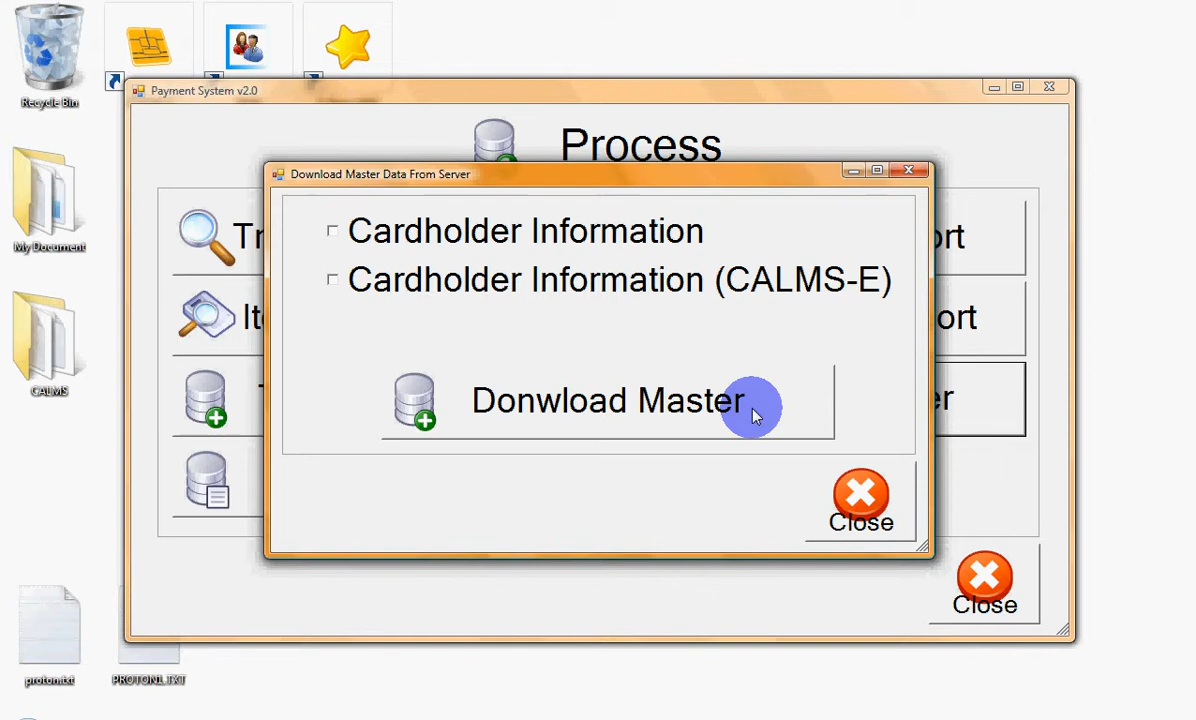 Recycle Bin
Payment System v2.0
Process
Download Master Data From Server
Cardholder Information
Cardholder Information (CALMS-E)
Donwload Master
Close
Close
My Document
CALMS
proton.txt
PROTON1.TXT